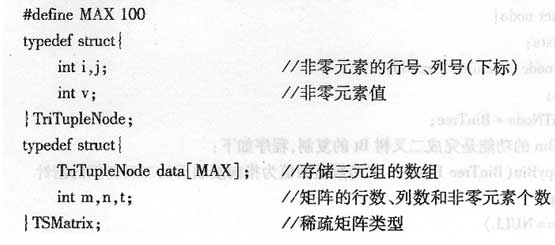 #define MAX 100
typedef struct{
int i,j; //非零元素的行号、列号(下标)
int v; //非零元素值
}TriTupleNode;
typedef struct{
TriTupleNode data[MAX]; //存储三元组的数组
int m,n,t; //矩阵的行数、列数和非零元素个数
}TSMatrix; //稀疏矩阵类型